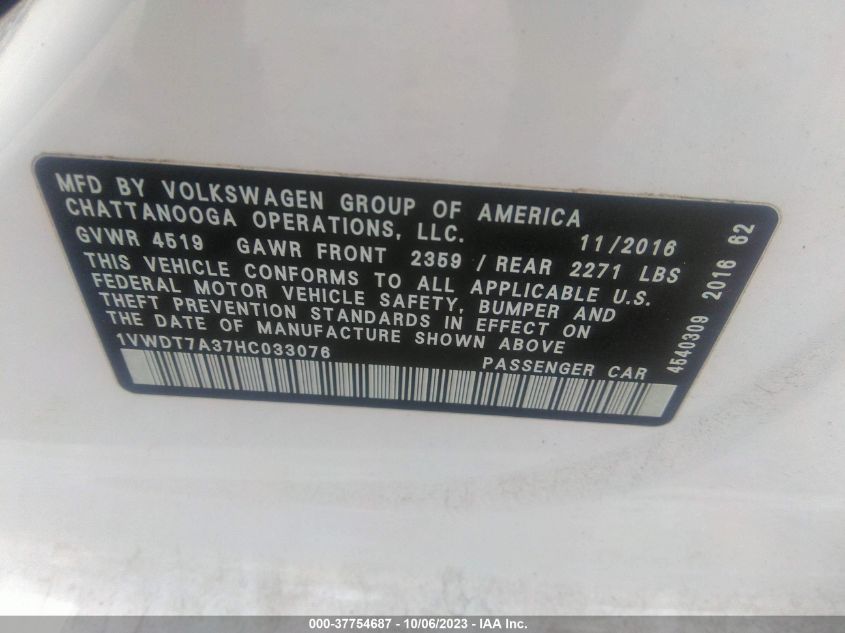 MFD BY VOLKSWAGEN GROUP OF AMERICA
CHATTANOOGA OPERATIONS, LLC. 11/2016
GVWR 4519 GAWR FRONT 2359 / REAR 2271 LBS
THIS VEHICLE CONFORMS TO ALL APPLICABLE U.S.
FEDERAL MOTOR VEHICLE SAFETY, BUMPER AND
THEFT PREVENTION STANDARDS IN EFFECT ON
THE DATE OF MANUFACTURE SHOWN ABOVE
1VWDT7A37HC033076 PASSENGER CAR
4540309 2016 62
000-37754687 - 10/06/2023 - IAA Inc.